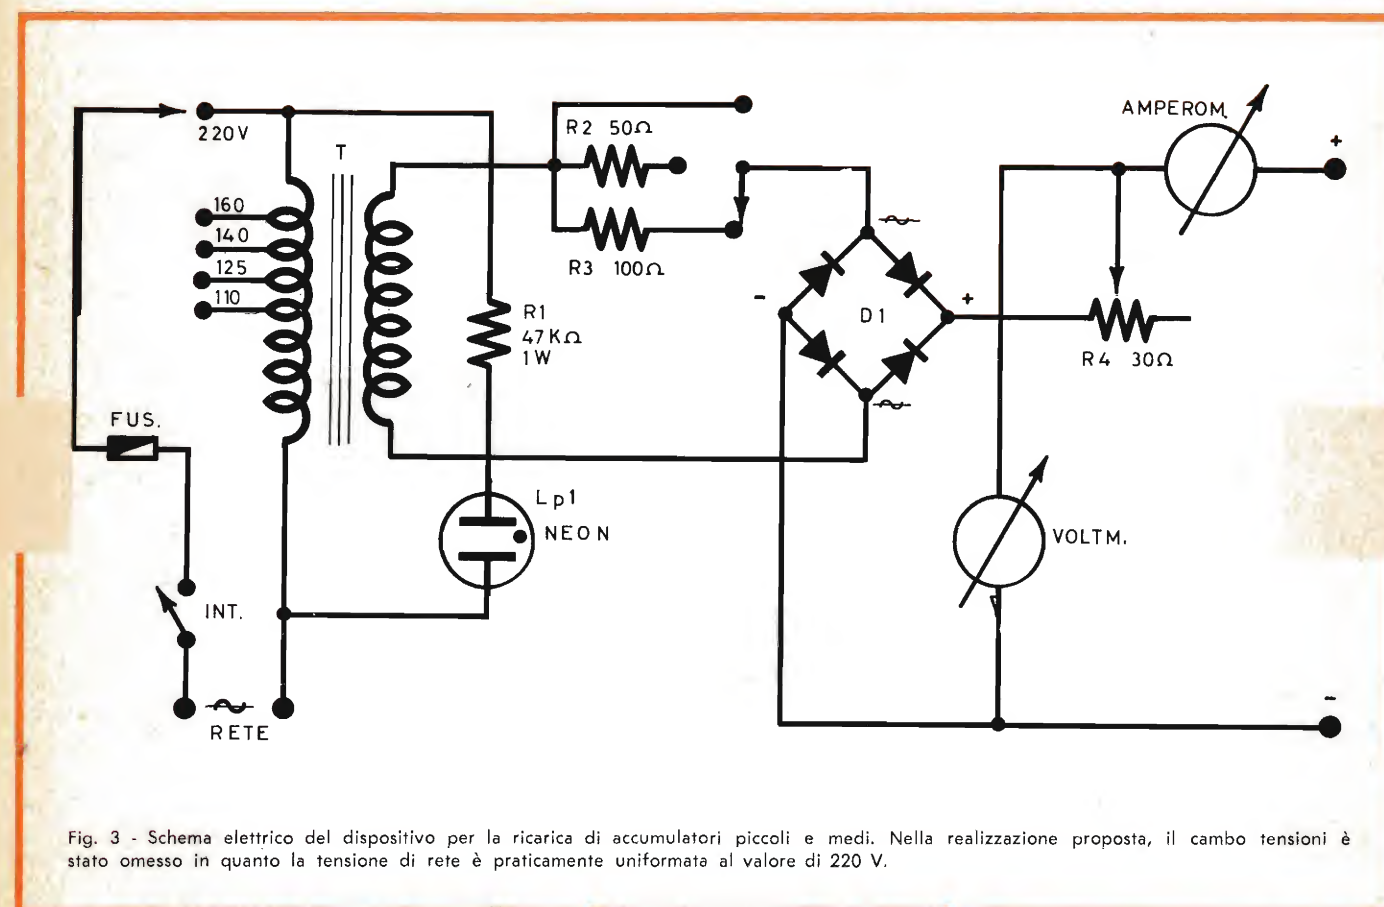 AMPEROM.
+
220V
R2 50Ω
T
160
140
125
110
R3 100Ω
-
+
D1
R1
47KΩ
1W
R4 30Ω
FUS.
Lp1
NEON
VOLTM.
INT.
RETE
-
Fig. 3 - Schema elettrico del dispositivo per la ricarica di accumulatori piccoli e medi. Nella realizzazione proposta, il cambo tensioni è
stato omesso in quanto la tensione di rete è praticamente uniformata al valore di 220 V.